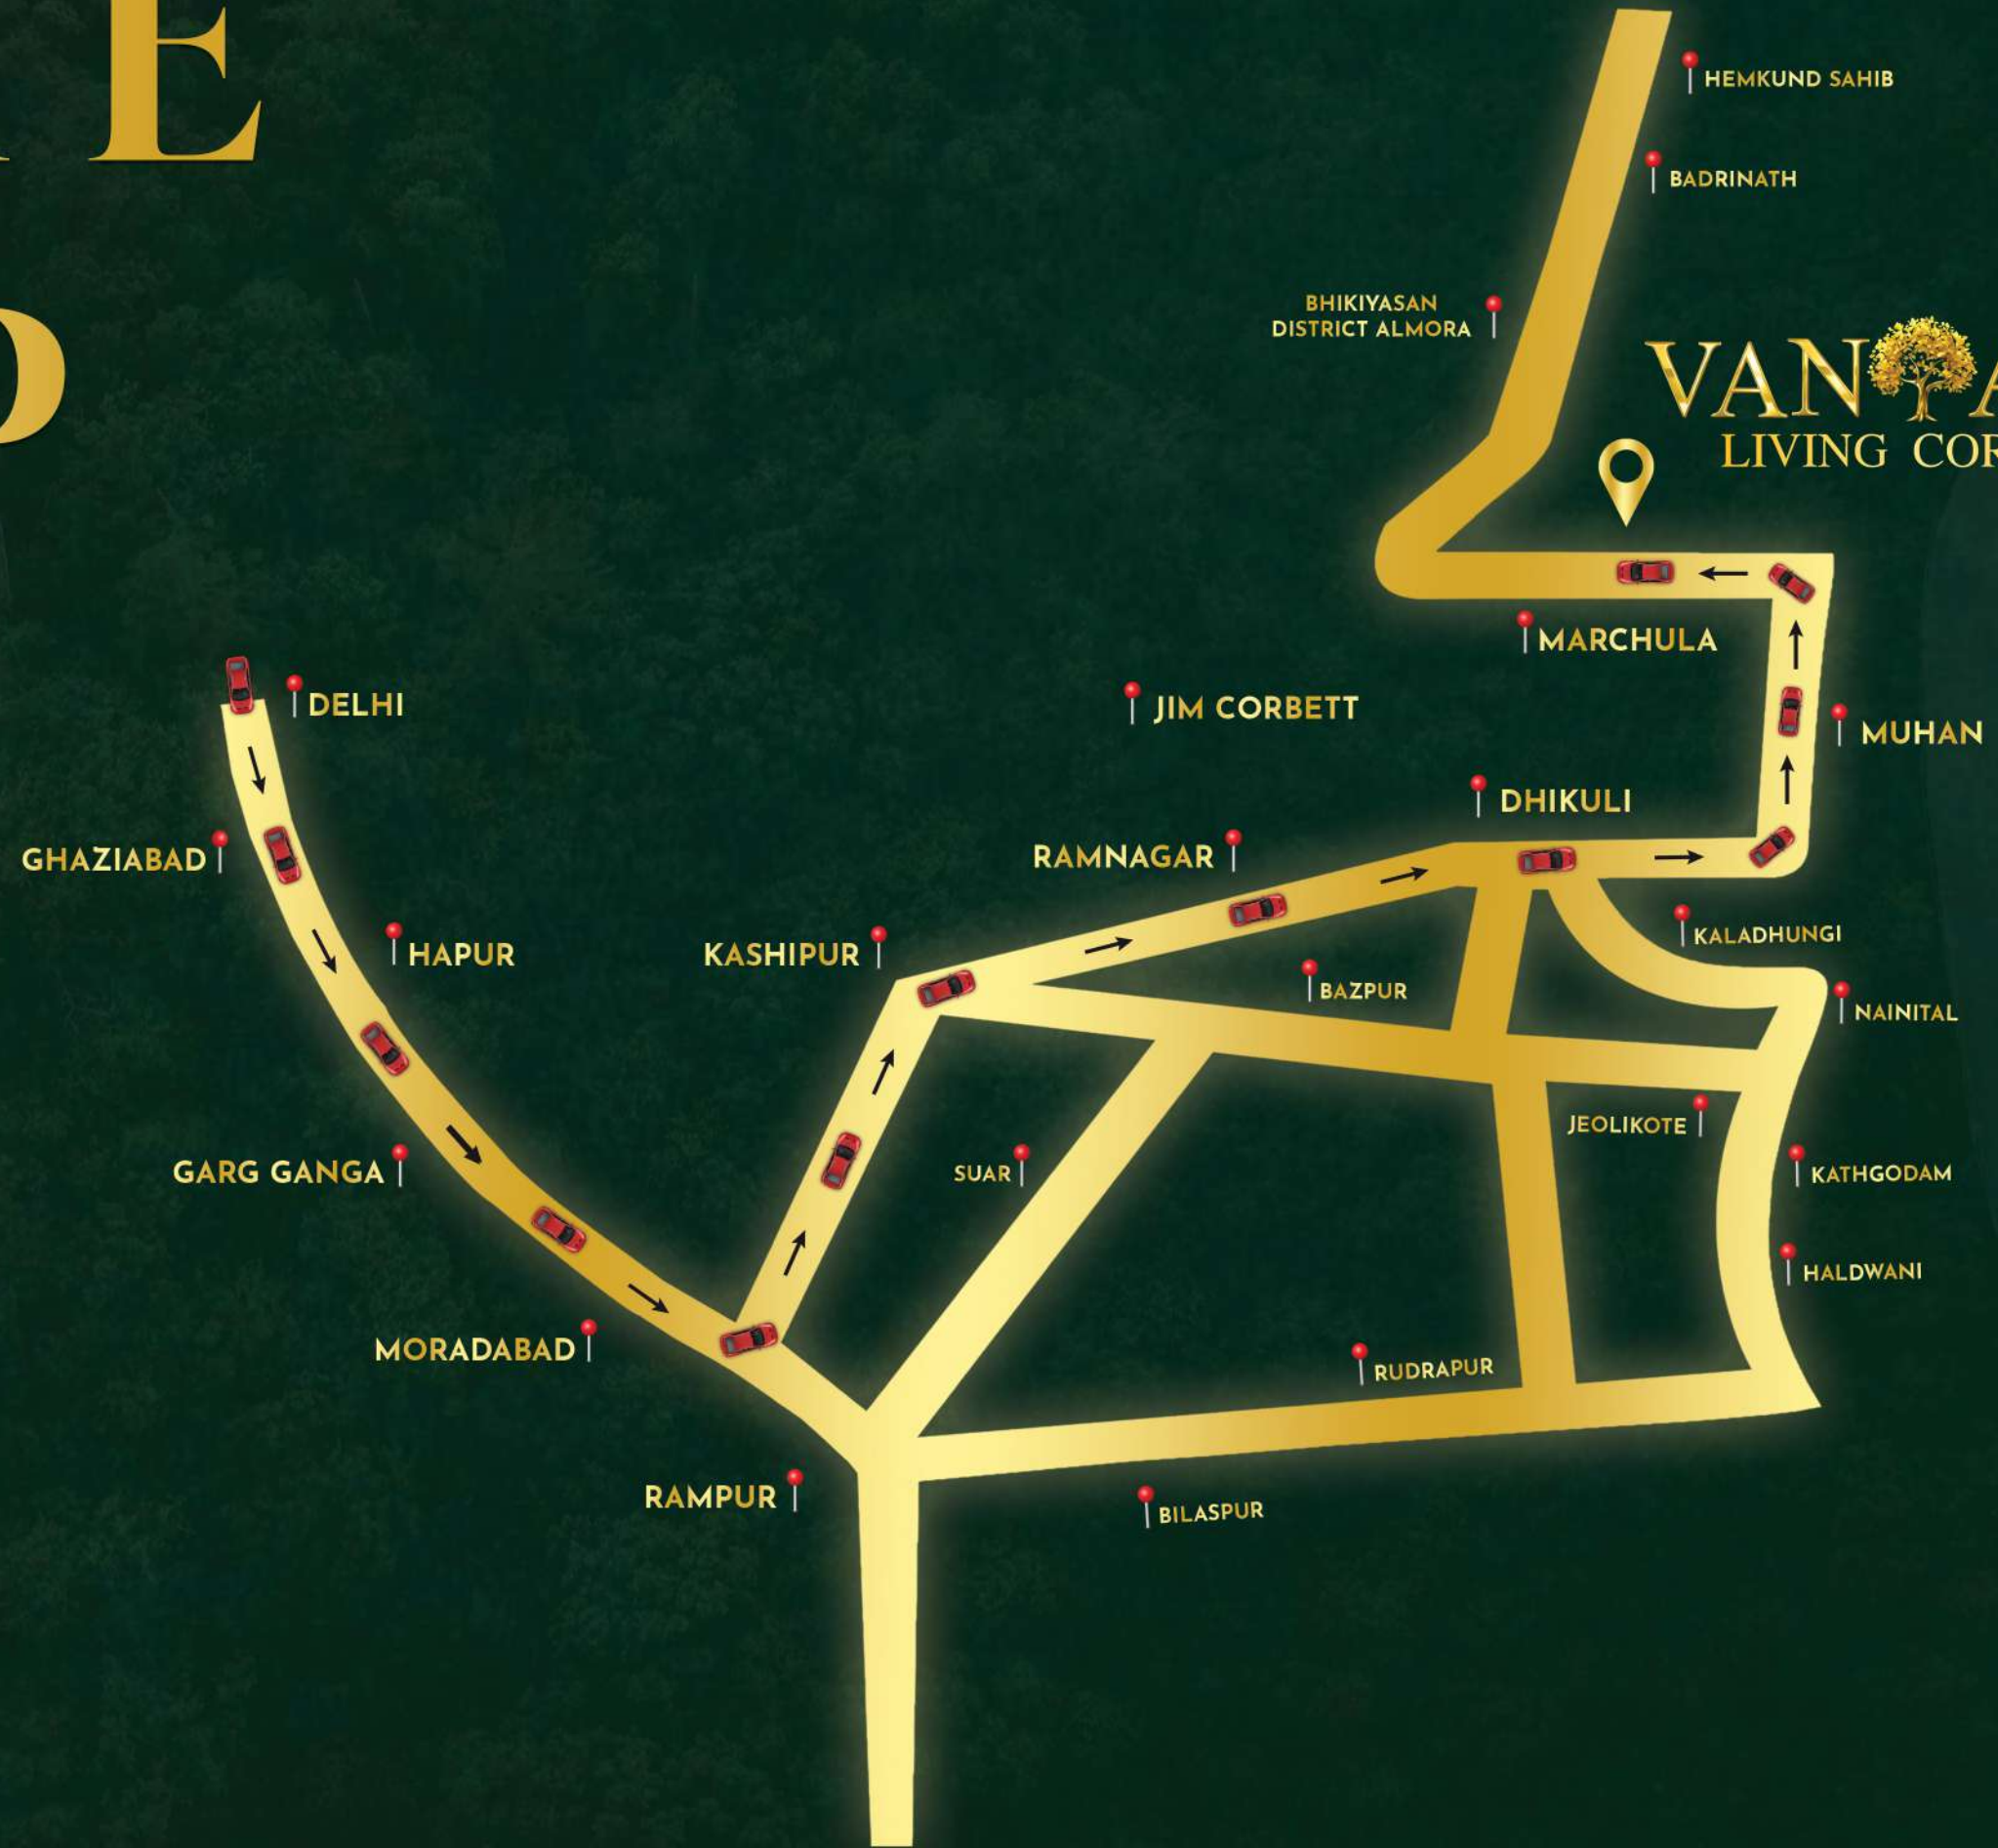 HEMKUND SAHIB
BADRINATH
BHIKIYASAN
DISTRICT ALMORA
LIVING
MARCHULA
DELHI
JIM CORBETT
MUHAN
DHIKULI
GHAZIABAD
RAMNAGAR
HAPUR
KASHIPUR
KALADHUNGI
BAZPUR
NAINITAL
JEOLIKOTE
GARG GANGA
SUAR
KATHGODAM
HALDWANI
MORADABAD
RUDRAPUR
RAMPUR
BILASPUR